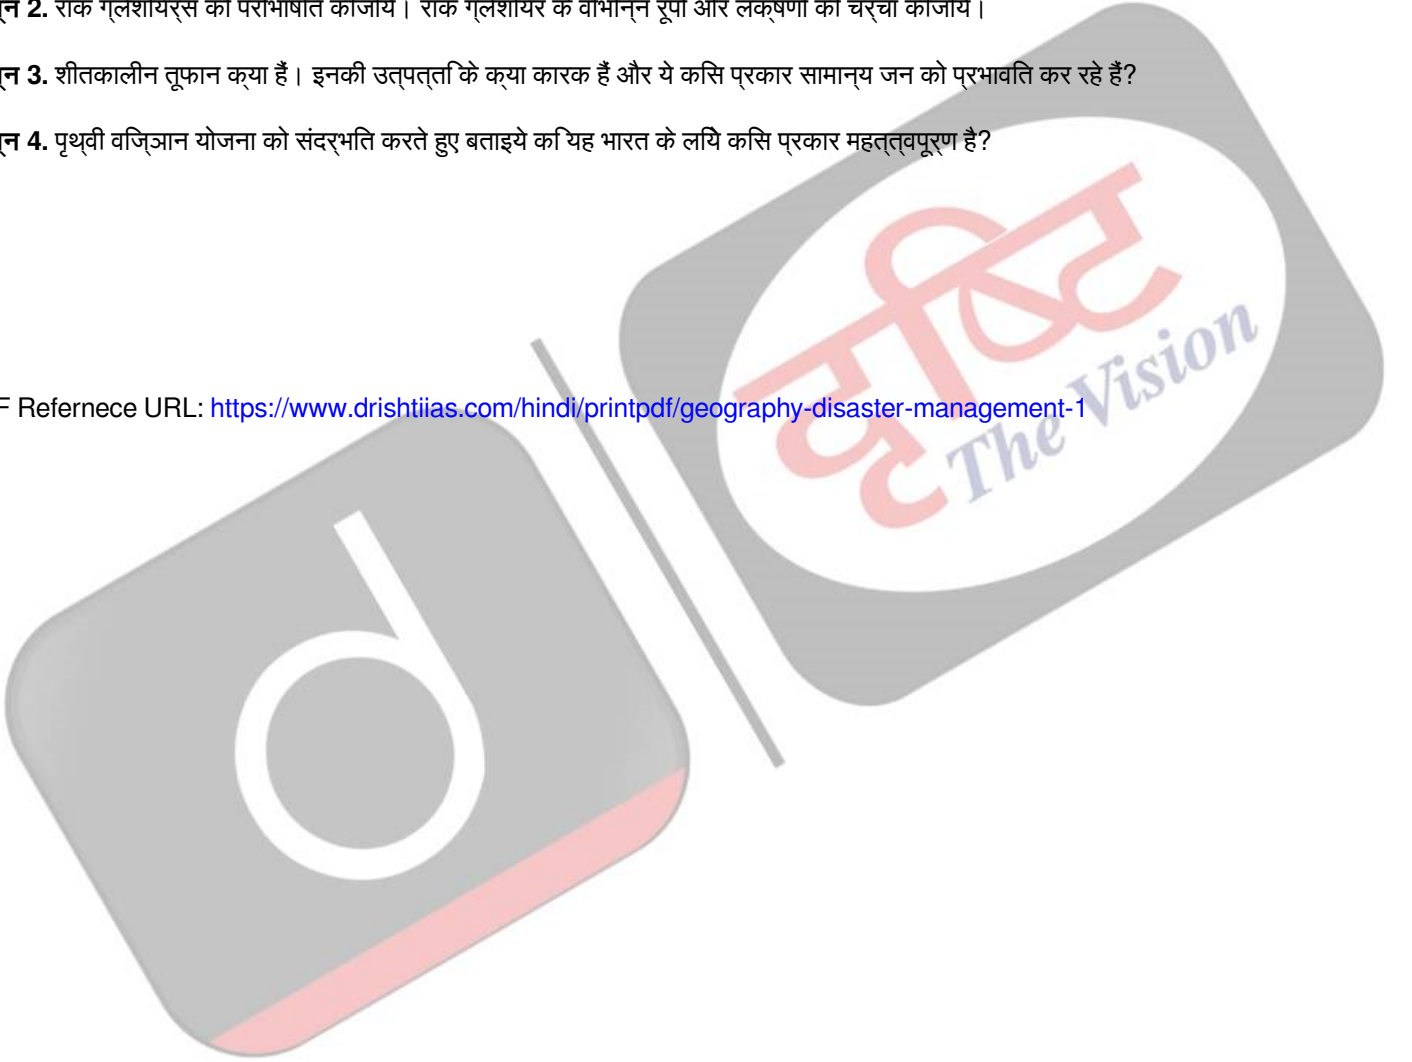 ्न 2. रॉक ग्लेशियर्स को परिभाषित कीजिये। रॉक ग्लेशियर के विभिन्न रूपों और लक्षणों की चर्चा कीजिये।
्न 3. शीतकालीन तूफान क्या हैं। इनकी उत्पत्ति के क्या कारक हैं और ये किस प्रकार सामान्य जन को प्रभावित कर रहे हैं?
्न 4. पृथ्वी विज्ञान योजना को संदर्भित करते हुए बताइये कि यह भारत के लिये किस प्रकार महत्त्वपूर्ण है?
दृष्टि
The Vision
F Refernece URL: https://www.drishtiias.com/hindi/printpdf/geography-disaster-management-1
d